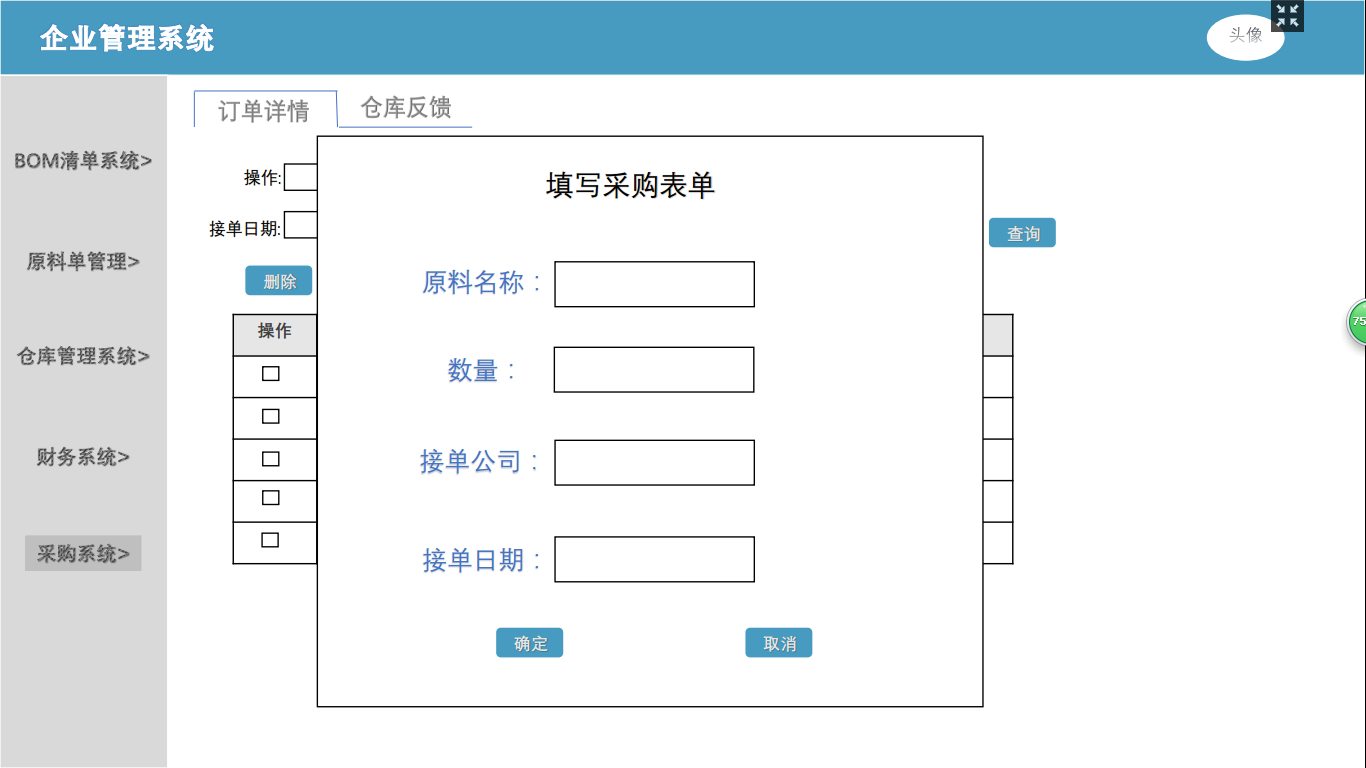 企业管理系统
头像
BOM清单系统>
原料单管理>
仓库管理系统>
财务系统>
采购系统>
订单详情
仓库反馈
操作:
接单日期:
查询
删除
操作
填写采购表单
原料名称：
数量：
接单公司：
接单日期：
确定
取消
75